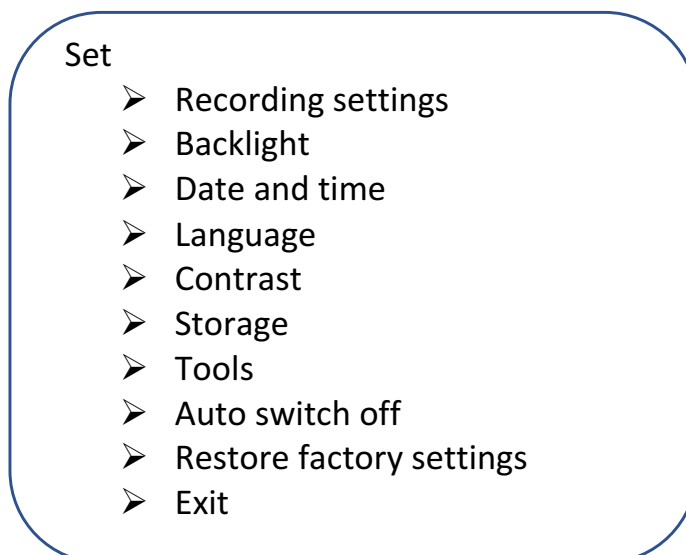 Set
➢ Recording settings
➢ Backlight
➢ Date and time
➢ Language
➢ Contrast
➢ Storage
➢ Tools
➢ Auto switch off
➢ Restore factory settings
➢ Exit